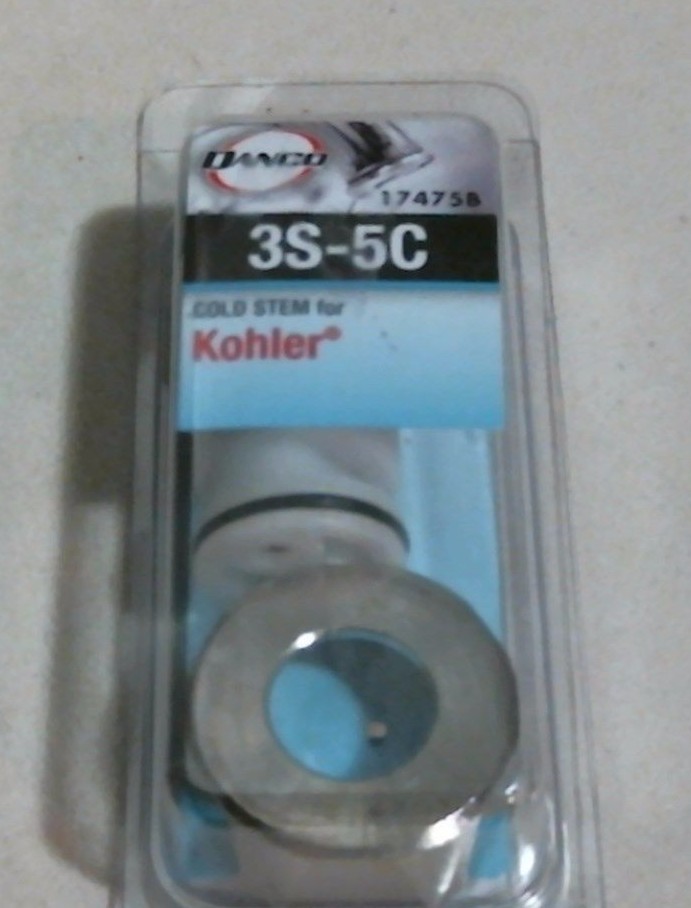 DANCO
17475B
3S-5C
COLD STEM for
Kohler®